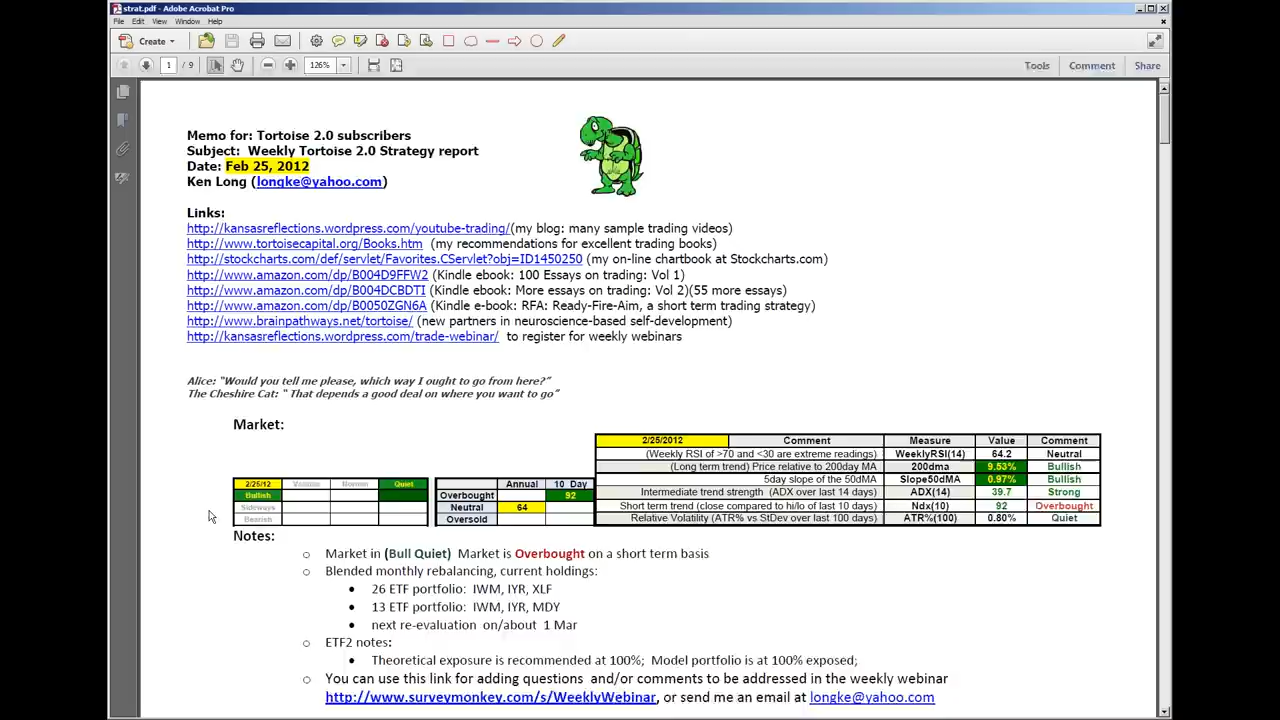 strat.pdf - Adobe Acrobat Pro
File Edit View Window Help
Create
1 / 9 126% Tools Comment Share
Memo for: Tortoise 2.0 subscribers
Subject: Weekly Tortoise 2.0 Strategy report
Date: Feb 25, 2012
Ken Long (longke@yahoo.com)
Links:
http://kansasreflections.wordpress.com/youtube-trading/(my blog: many sample trading videos)
http://www.tortoisecapital.org/Books.htm (my recommendations for excellent trading books)
http://stockcharts.com/def/servlet/Favorites.CServlet?obj=ID1450250 (my on-line chartbook at Stockcharts.com)
http://www.amazon.com/dp/B004D9FFW2 (Kindle ebook: 100 Essays on trading: Vol 1)
http://www.amazon.com/dp/B004DCBDTI (Kindle ebook: More essays on trading: Vol 2)(55 more essays)
http://www.amazon.com/dp/B0050ZGN6A (Kindle e-book: RFA: Ready-Fire-Aim, a short term trading strategy)
http://www.brainpathways.net/tortoise/ (new partners in neuroscience-based self-development)
http://kansasreflections.wordpress.com/trade-webinar/ to register for weekly webinars
Alice: “Would you tell me please, which way I ought to go from here?”
The Cheshire Cat: “ That depends a good deal on where you want to go”
Market:
2/25/12 Volatile Normal Quiet
Bullish
Sideways
Bearish
Annual 10 Day
Overbought 92
Neutral 64
Oversold
2/25/2012 Comment Measure Value Comment
(Weekly RSI of >70 and <30 are extreme readings) WeeklyRSI(14) 64.2 Neutral
(Long term trend) Price relative to 200day MA 200dma 9.53% Bullish
5day slope of the 50dMA Slope50dMA 0.97% Bullish
Intermediate trend strength (ADX over last 14 days) ADX(14) 39.7 Strong
Short term trend (close compared to hi/lo of last 10 days) Ndx(10) 92 Overbought
Relative Volatility (ATR% vs StDev over last 100 days) ATR%(100) 0.80% Quiet
Notes:
○ Market in (Bull Quiet) Market is Overbought on a short term basis
○ Blended monthly rebalancing, current holdings:
• 26 ETF portfolio: IWM, IYR, XLF
• 13 ETF portfolio: IWM, IYR, MDY
• next re-evaluation on/about 1 Mar
○ ETF2 notes:
• Theoretical exposure is recommended at 100%; Model portfolio is at 100% exposed;
○ You can use this link for adding questions and/or comments to be addressed in the weekly webinar
http://www.surveymonkey.com/s/WeeklyWebinar, or send me an email at longke@yahoo.com